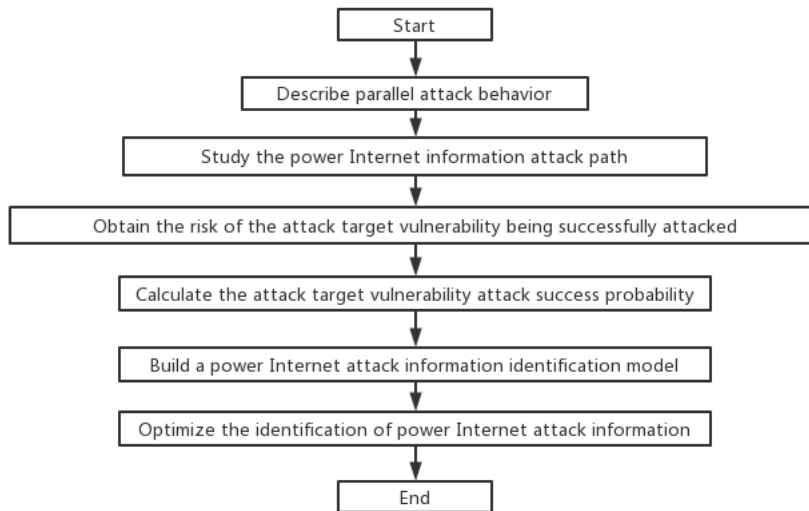 Start
Describe parallel attack behavior
Study the power Internet information attack path
Obtain the risk of the attack target vulnerability being successfully attacked
Calculate the attack target vulnerability attack success probability
Build a power Internet attack information identification model
Optimize the identification of power Internet attack information
End